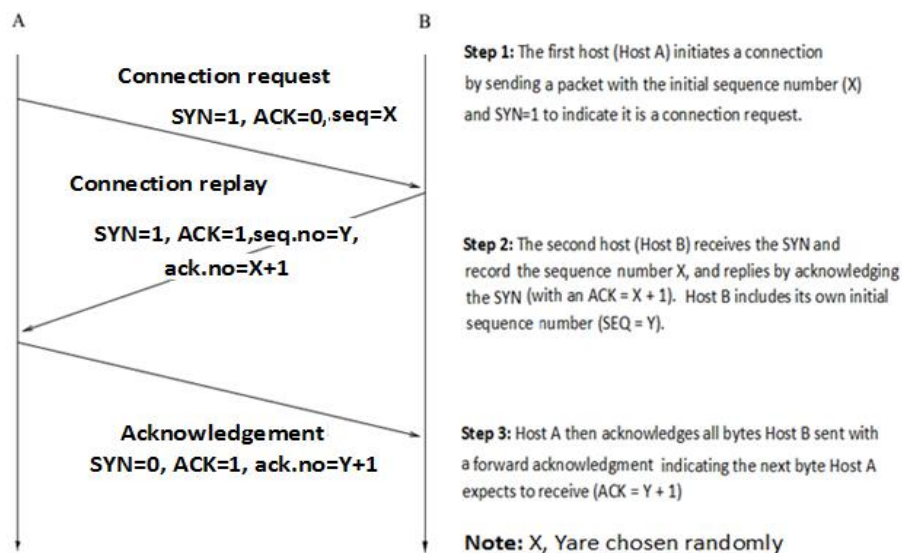 A
B
Connection request
SYN=1, ACK=0, seq=X
Connection replay
SYN=1, ACK=1,seq.no=Y,
ack.no=X+1
Acknowledgement
SYN=0, ACK=1, ack.no=Y+1
Step 1: The first host (Host A) initiates a connection
by sending a packet with the initial sequence number (X)
and SYN=1 to indicate it is a connection request.
Step 2: The second host (Host B) receives the SYN and
record the sequence number X, and replies by acknowledging
the SYN (with an ACK = X + 1). Host B includes its own initial
sequence number (SEQ = Y).
Step 3: Host A then acknowledges all bytes Host B sent with
a forward acknowledgment indicating the next byte Host A
expects to receive (ACK = Y + 1)
Note: X, Yare chosen randomly